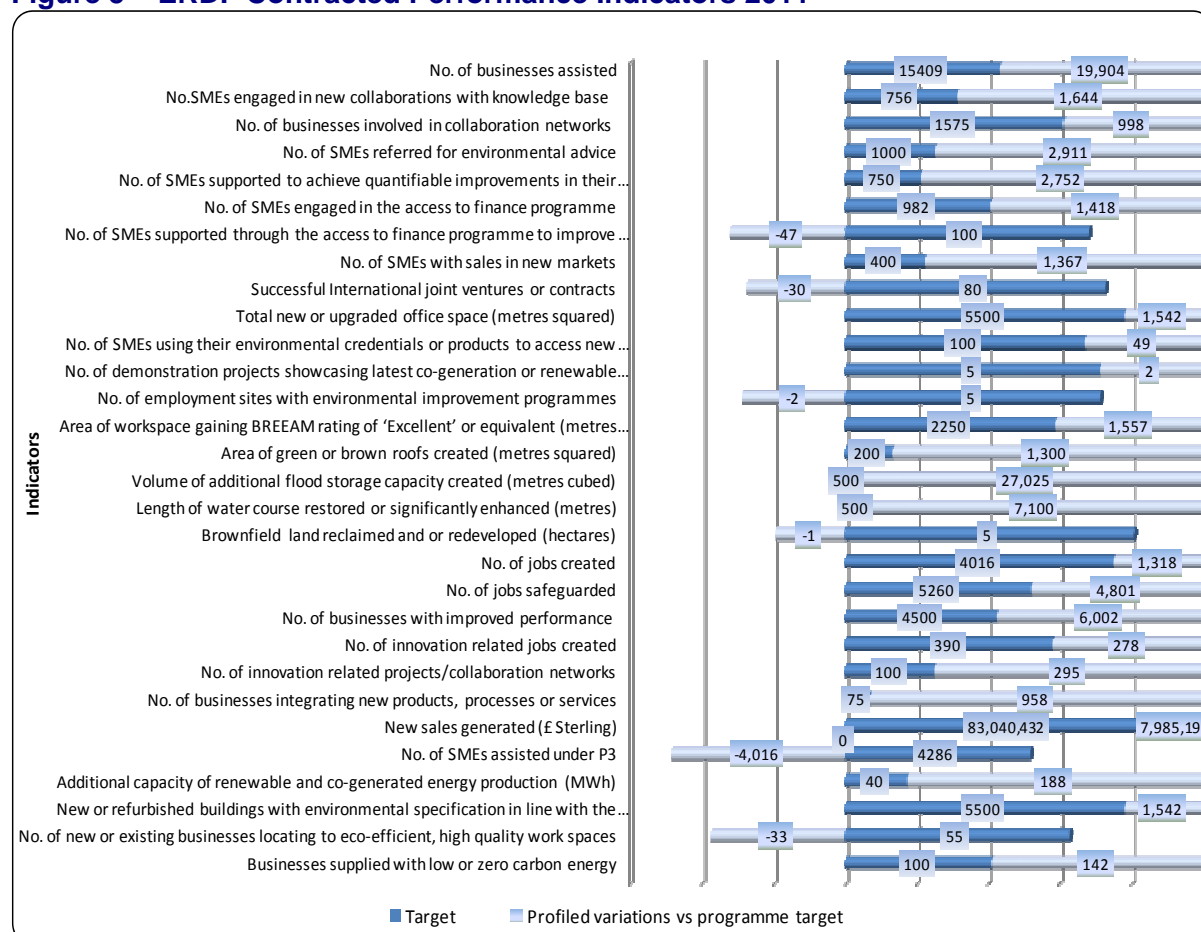 No. of businesses assisted 15409 19,904
No.SMEs engaged in new collaborations with knowledge base 756 1,644
No. of businesses involved in collaboration networks 1575 998
No. of SMEs referred for environmental advice 1000 2,911
No. of SMEs supported to achieve quantifiable improvements in their... 750 2,752
No. of SMEs engaged in the access to finance programme 982 1,418
No. of SMEs supported through the access to finance programme to improve ... -47 100
No. of SMEs with sales in new markets 400 1,367
Successful International joint ventures or contracts -30 80
Total new or upgraded office space (metres squared) 5500 1,542
No. of SMEs using their environmental credentials or products to access new ... 100 49
No. of demonstration projects showcasing latest co-generation or renewable... 5 2
No. of employment sites with environmental improvement programmes -2 5
Area of workspace gaining BREEAM rating of 'Excellent' or equivalent (metres... 2250 1,557
Area of green or brown roofs created (metres squared) 200 1,300
Volume of additional flood storage capacity created (metres cubed) 500 27,025
Length of water course restored or significantly enhanced (metres) 500 7,100
Brownfield land reclaimed and or redeveloped (hectares) -1 5
No. of jobs created 4016 1,318
No. of jobs safeguarded 5260 4,801
No. of businesses with improved performance 4500 6,002
No. of innovation related jobs created 390 278
No. of innovation related projects/collaboration networks 100 295
No. of businesses integrating new products, processes or services 75 958
New sales generated (£ Sterling) 0 83,040,432 7,985,19
No. of SMEs assisted under P3 -4,016 4286
Additional capacity of renewable and co-generated energy production (MWh) 40 188
New or refurbished buildings with environmental specification in line with the... 5500 1,542
No. of new or existing businesses locating to eco-efficient, high quality work spaces -33 55
Businesses supplied with low or zero carbon energy 100 142
Indicators
Target Profiled variations vs programme target